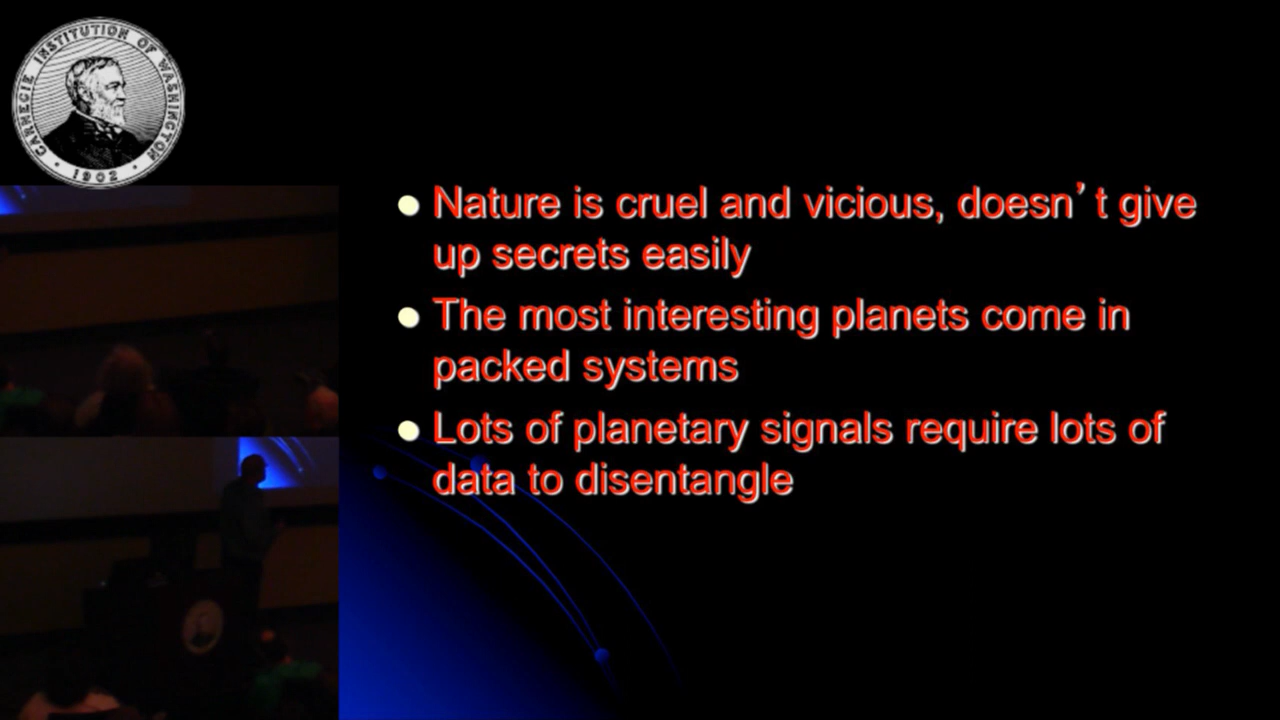 CARNEGIE INSTITUTION OF WASHINGTON
1902
Nature is cruel and vicious, doesn’t give
up secrets easily
The most interesting planets come in
packed systems
Lots of planetary signals require lots of
data to disentangle